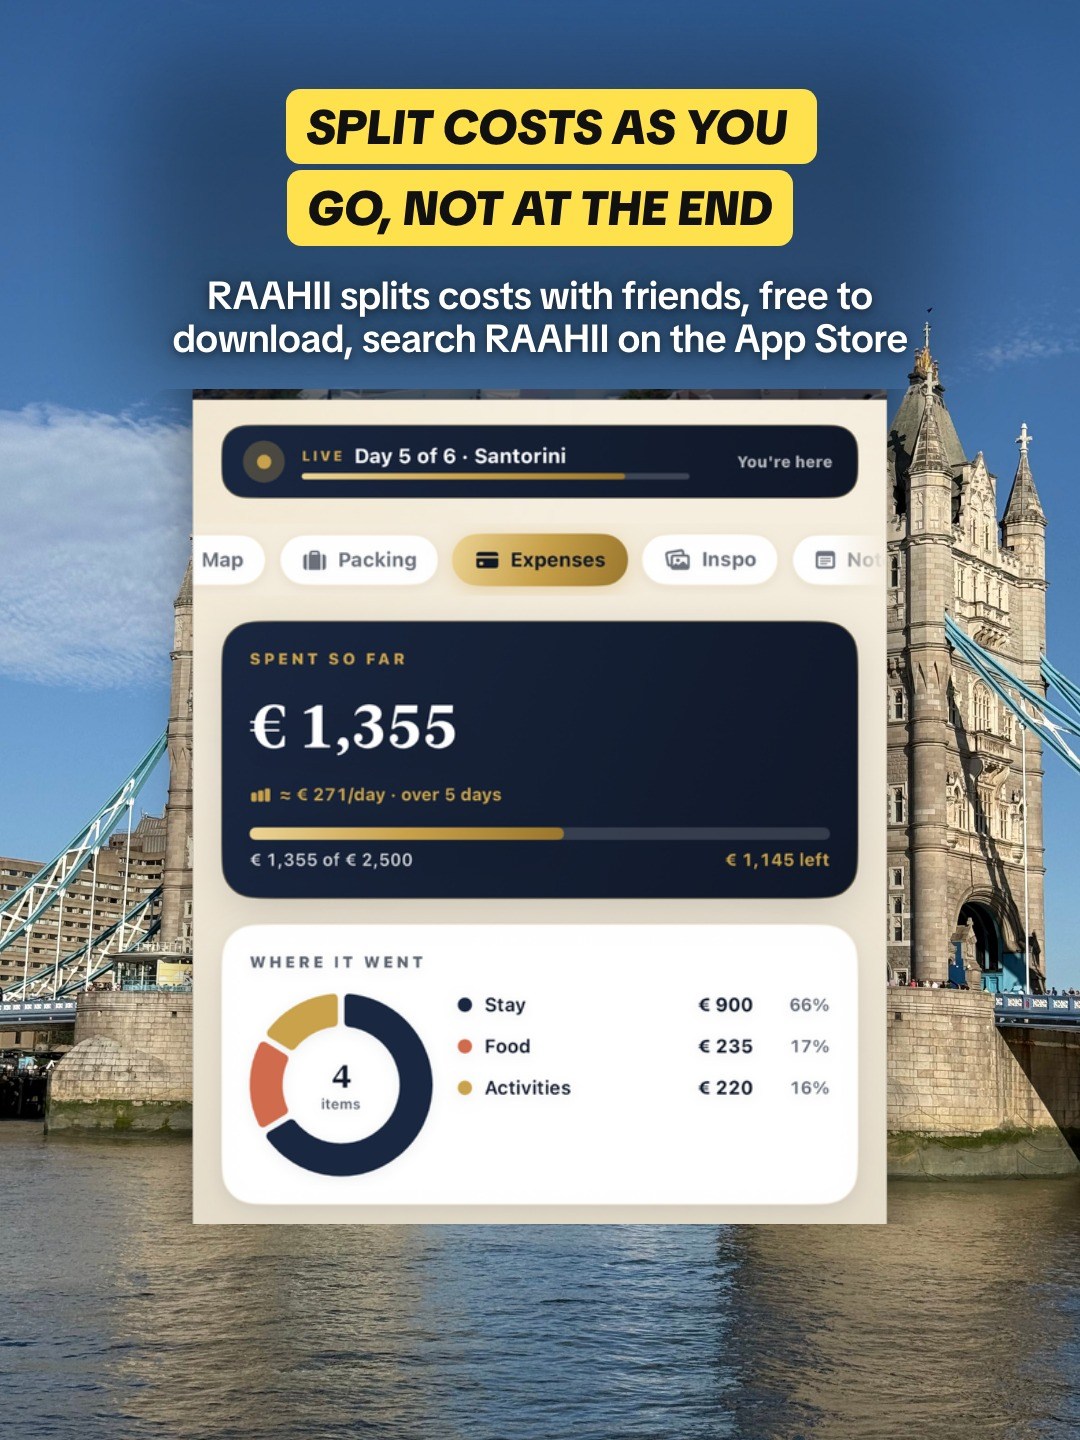 SPLIT COSTS AS YOU
GO, NOT AT THE END
RAAHII splits costs with friends, free to
download, search RAAHII on the App Store
LIVE Day 5 of 6 · Santorini You're here
Map Packing Expenses Inspo Not
SPENT SO FAR
€ 1,355
≈ € 271/day · over 5 days
€ 1,355 of € 2,500 € 1,145 left
WHERE IT WENT
Stay € 900 66%
Food € 235 17%
Activities € 220 16%
4
items